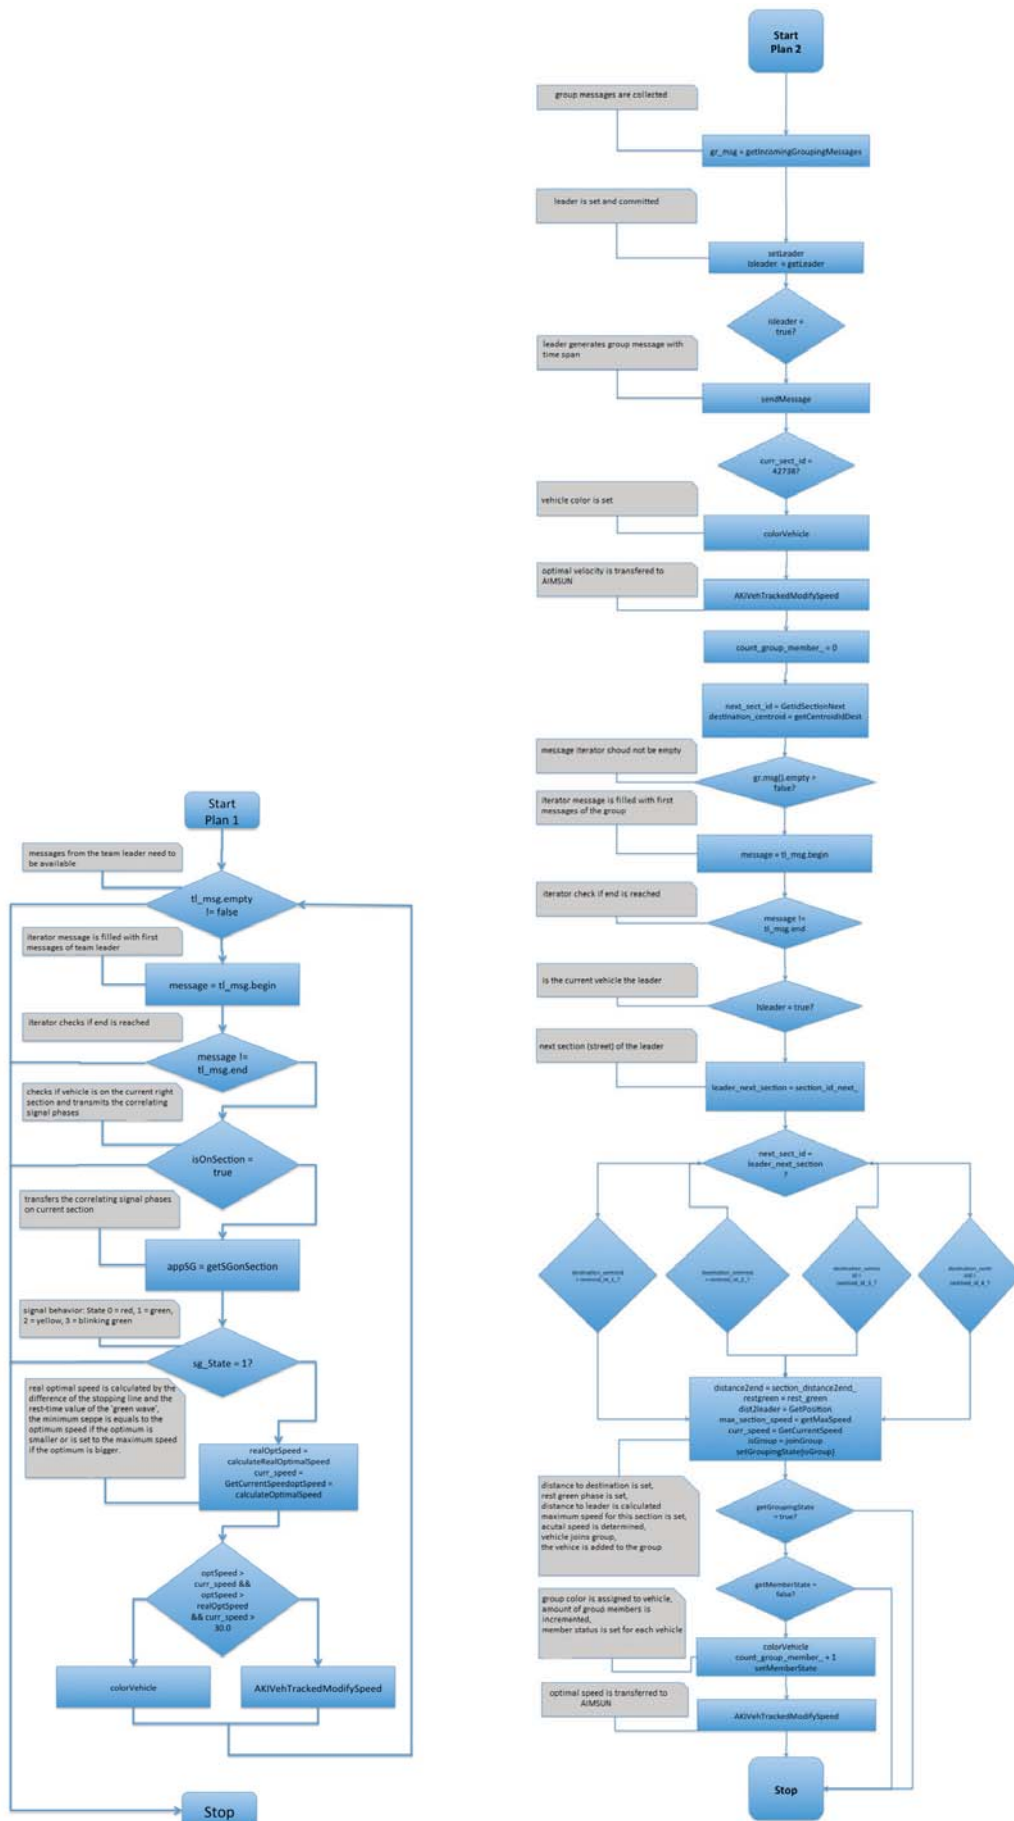 Start
Plan 1
messages from the team leader need to
be available
tl_msg.empty
!= false
iterator message is filled with first
messages of team leader
message = tl_msg.begin
iterator checks if end is reached
message !=
tl_msg.end
checks if vehicle is on the current right
section and transmits the correlating
signal phases
isOnSection =
true
transfers the correlating signal phases
on current section
appSG = getSGonSection
signal behavior: State 0 = red, 1 = green,
2 = yellow, 3 = blinking green
sg_State = 1?
real optimal speed is calculated by the
difference of the stopping line and the
rest-time value of the 'green wave',
the minimum seppe is equals to the
optimum speed if the optimum is
smaller or is set to the maximum speed
if the optimum is bigger.
realOptSpeed =
calculateRealOptimalSpeed
curr_speed =
GetCurrentSpeedoptSpeed =
calculateOptimalSpeed
optSpeed >
curr_speed &&
optSpeed >
realOptSpeed
&& curr_speed >
30.0
colorVehicle
AKIVehTrackedModifySpeed
Stop
Start
Plan 2
group messages are collected
gr_msg = getIncomingGroupingMessages
leader is set and committed
setLeader
Isleader = getLeader
isleader =
true?
leader generates group message with
time span
sendMessage
curr_sect_id =
42738?
vehicle color is set
colorVehicle
optimal velocity is transfered to
AIMSUN
AKIVehTrackedModifySpeed
count_group_member_ = 0
next_sect_id = GetidSectionNext
destination_centroid = getCentroidIdDest
message iterator shoud not be empty
gr.msg().empty =
false?
iterator message is filled with first
messages of the group
message = tl_msg.begin
iterator check if end is reached
message !=
tl_msg.end
is the current vehicle the leader
Isleader = true?
next section (street) of the leader
leader_next_section = section_id_next_
next_sect_id =
leader_next_section
?
distance2end = section_distance2end_
restgreen = rest_green
dist2leader = GetPosition
max_section_speed = getMaxSpeed
curr_speed = GetCurrentSpeed
isGroup = joinGroup
setGroupingState(isGroup)
distance to destination is set,
rest green phase is set,
distance to leader is calculated
maximum speed for this section is set,
acutal speed is determined,
vehicle joins group,
the vehice is added to the group
getGroupingState
= true?
getMemberState =
false?
group color is assigned to vehicle,
amount of group members is
incremented,
member status is set for each vehicle
colorVehicle
count_group_member_ + 1
setMemberState
optimal speed is transferred to
AIMSUN
AKIVehTrackedModifySpeed
Stop